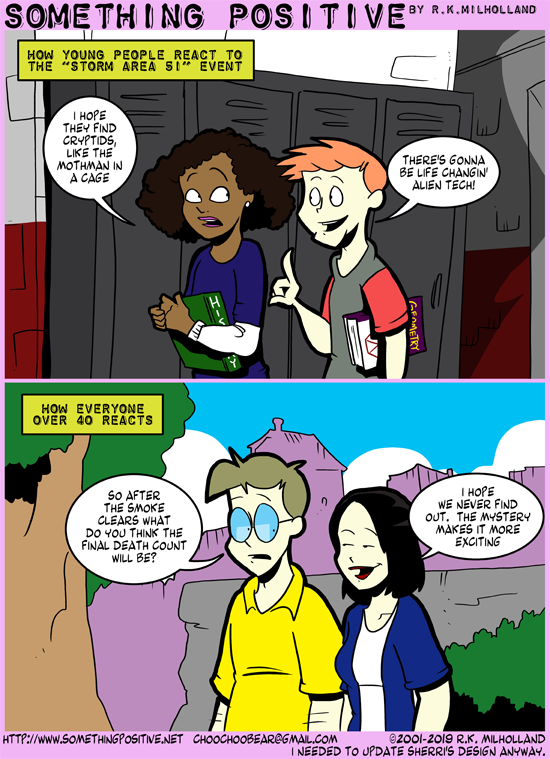 SOMETHING POSITIVE BY R.K.MILHOLLAND
HOW YOUNG PEOPLE REACT TO
THE "STORM AREA 51" EVENT
I HOPE
THEY FIND
CRYPTIDS,
LIKE THE
MOTHMAN IN
A CAGE
THERE'S GONNA
BE LIFE CHANGIN'
ALIEN TECH!
HIS Y
GEOMETRY
HOW EVERYONE
OVER 40 REACTS
SO AFTER
THE SMOKE
CLEARS WHAT
DO YOU THINK THE
FINAL DEATH COUNT
WILL BE?
I HOPE
WE NEVER FIND
OUT. THE MYSTERY
MAKES IT MORE
EXCITING
HTTP://WWW.SOMETHINGPOSITIVE.NET CHOOCHOOBEAR@GMAIL.COM ©2001-2019 R.K. MILHOLLAND
I NEEDED TO UPDATE SHERRI'S DESIGN ANYWAY.